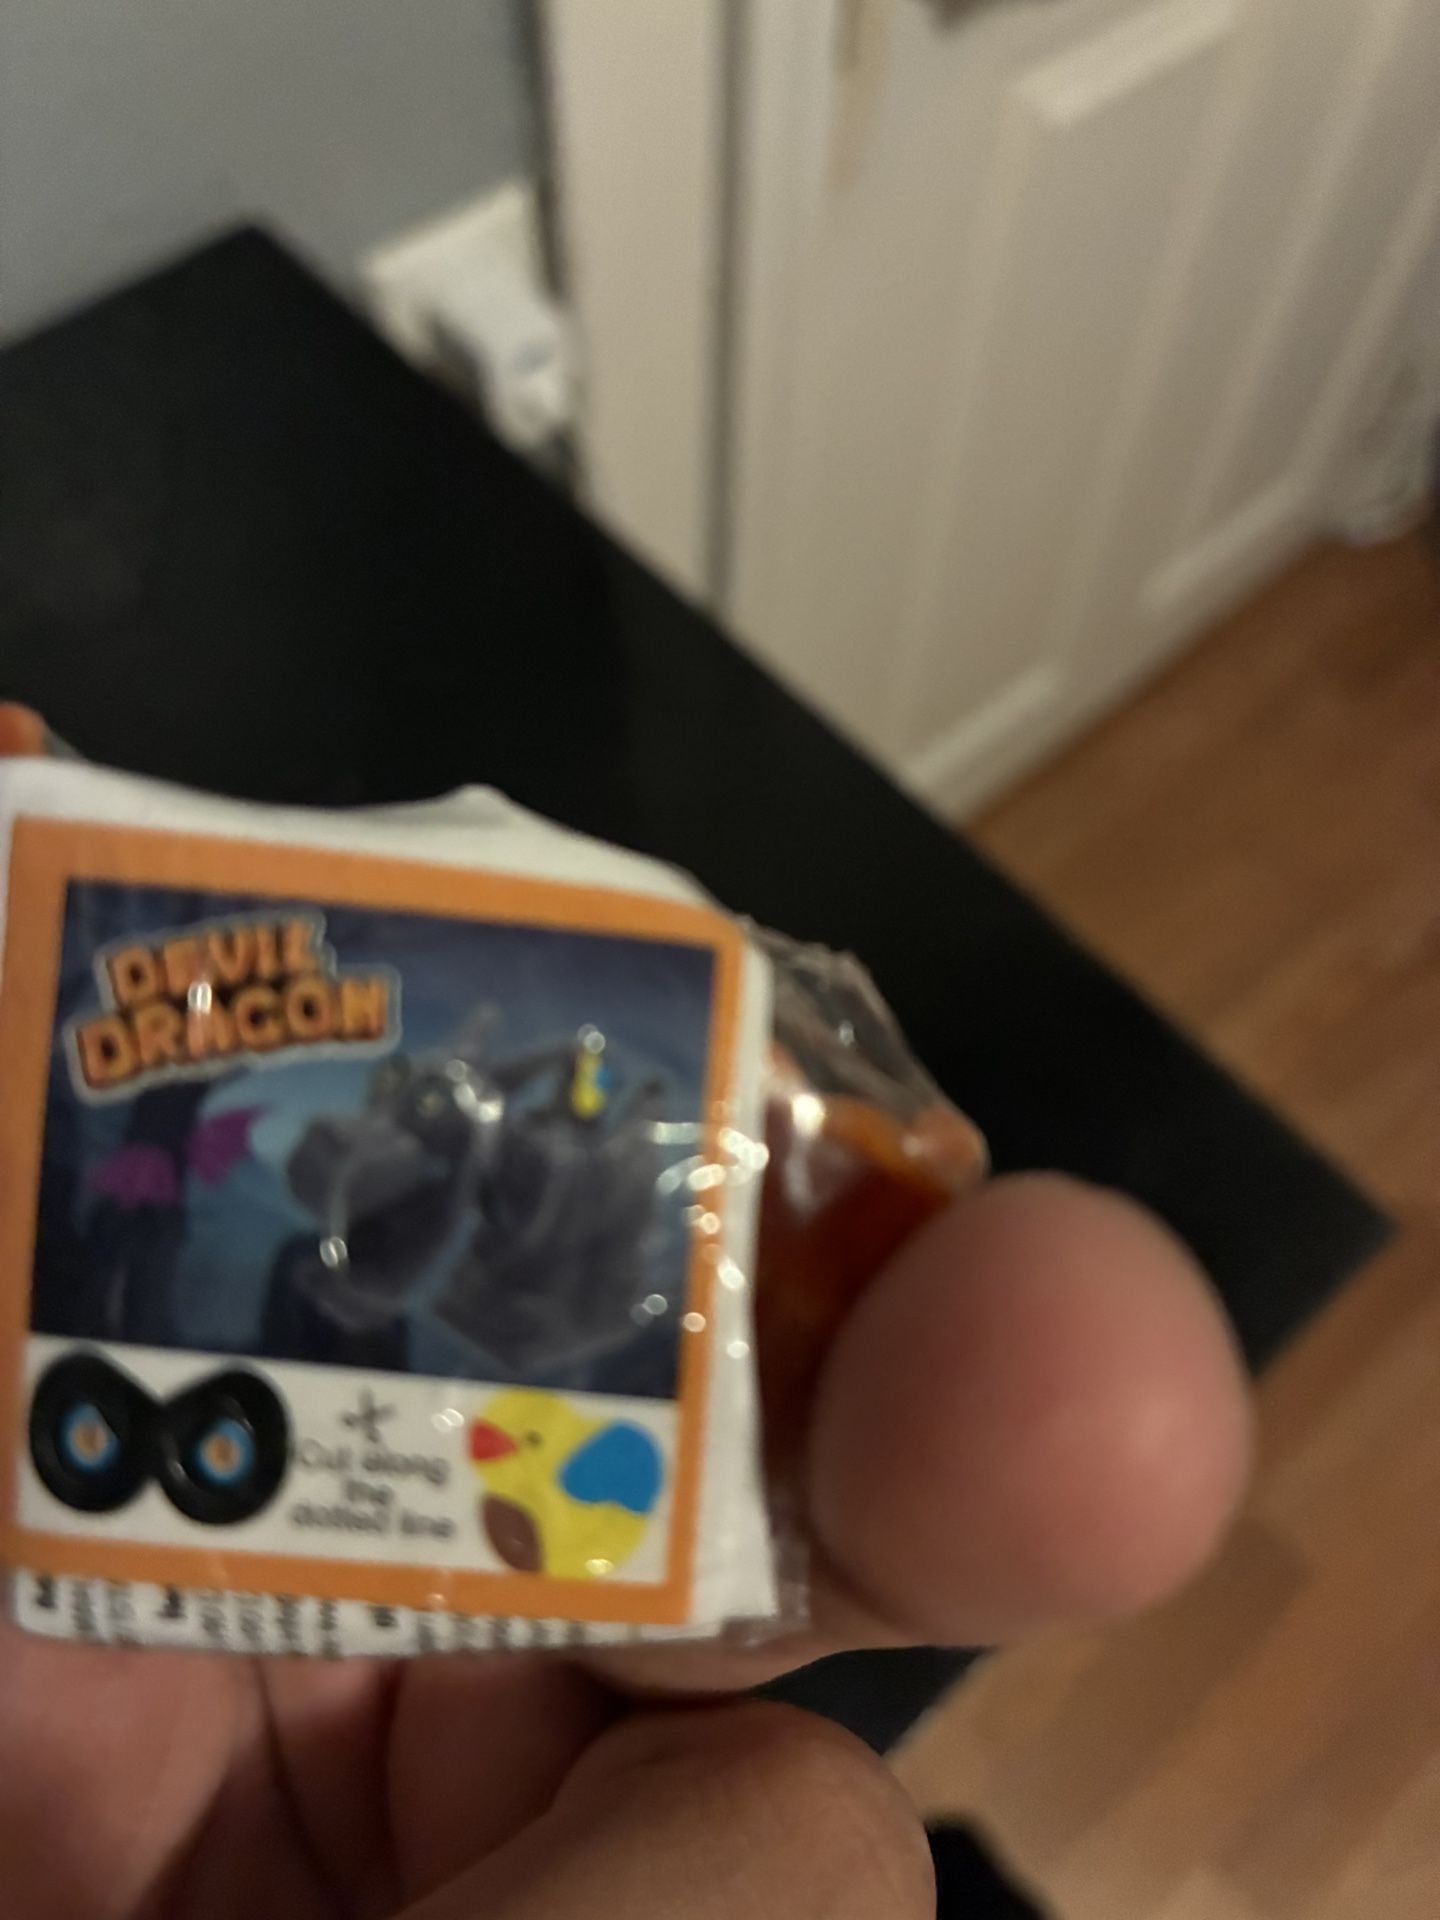 DEVIL
DRAGON
Cut along
the
dotted line